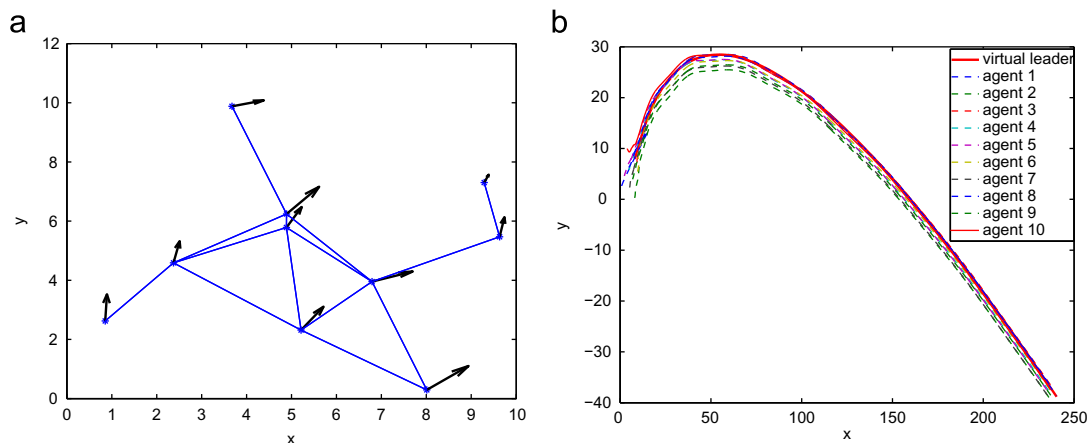 a
12
10
8
6
4
2
0
y
0 1 2 3 4 5 6 7 8 9 10
x
b
30
20
10
0
−10
−20
−30
−40
y
0 50 100 150 200 250
x
virtual leader
agent 1
agent 2
agent 3
agent 4
agent 5
agent 6
agent 7
agent 8
agent 9
agent 10